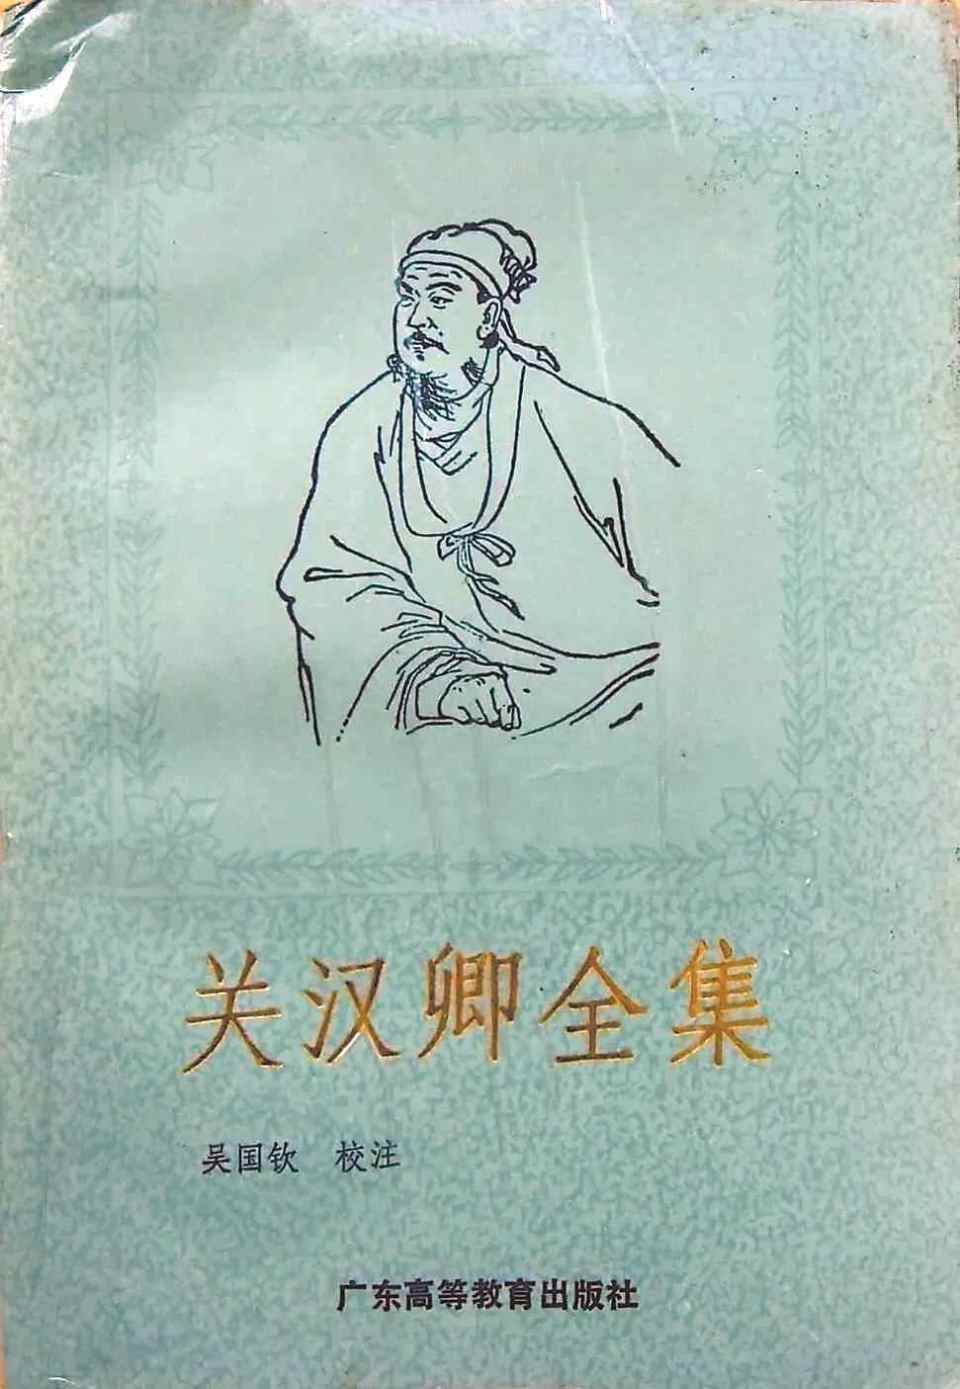 关汉卿全集
吴国钦 校注
广东高等教育出版社